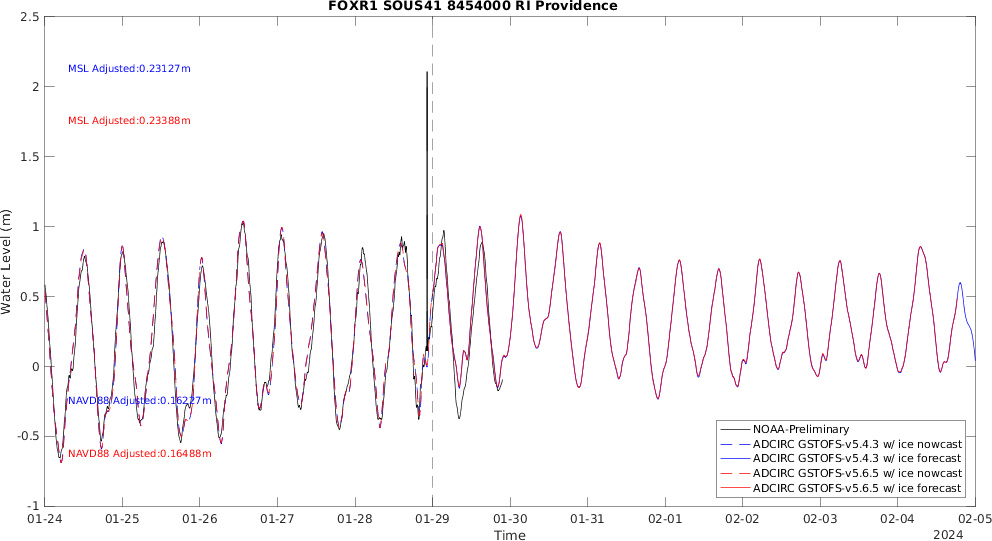 FOXR1 SOUS41 8454000 RI Providence
2.5
2
1.5
1
0.5
0
-0.5
-1
Water Level (m)
MSL Adjusted:0.23127m
MSL Adjusted:0.23388m
NAVD88 Adjusted:0.16227m
NAVD88 Adjusted:0.16488m
NOAA-Preliminary
ADCIRC GSTOFS-v5.4.3 w/ ice nowcast
ADCIRC GSTOFS-v5.4.3 w/ ice forecast
ADCIRC GSTOFS-v5.6.5 w/ ice nowcast
ADCIRC GSTOFS-v5.6.5 w/ ice forecast
01-24 01-25 01-26 01-27 01-28 01-29 01-30 01-31 02-01 02-02 02-03 02-04 02-05
Time
2024